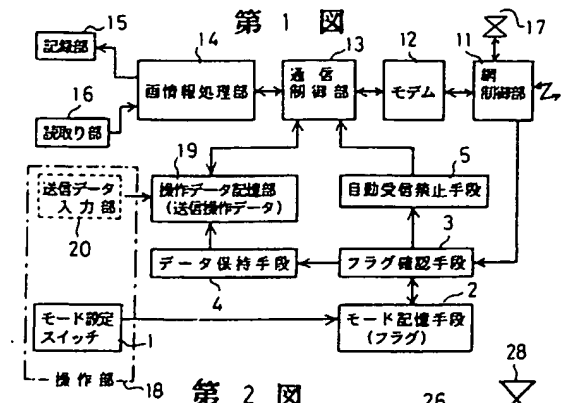 第 1 図
15
記録部
14
画情報処理部
13
通信
制御部
12
モデム
11
網
制御部
17
16
読取り部
送信データ
入力部
20
19
操作データ記憶部
(送信操作データ)
5
自動受信禁止手段
3
データ保持手段
4
フラグ確認手段
2
モード設定
スイッチ
1
モード記憶手段
(フラグ)
操作部
18
第 2 図
26
28